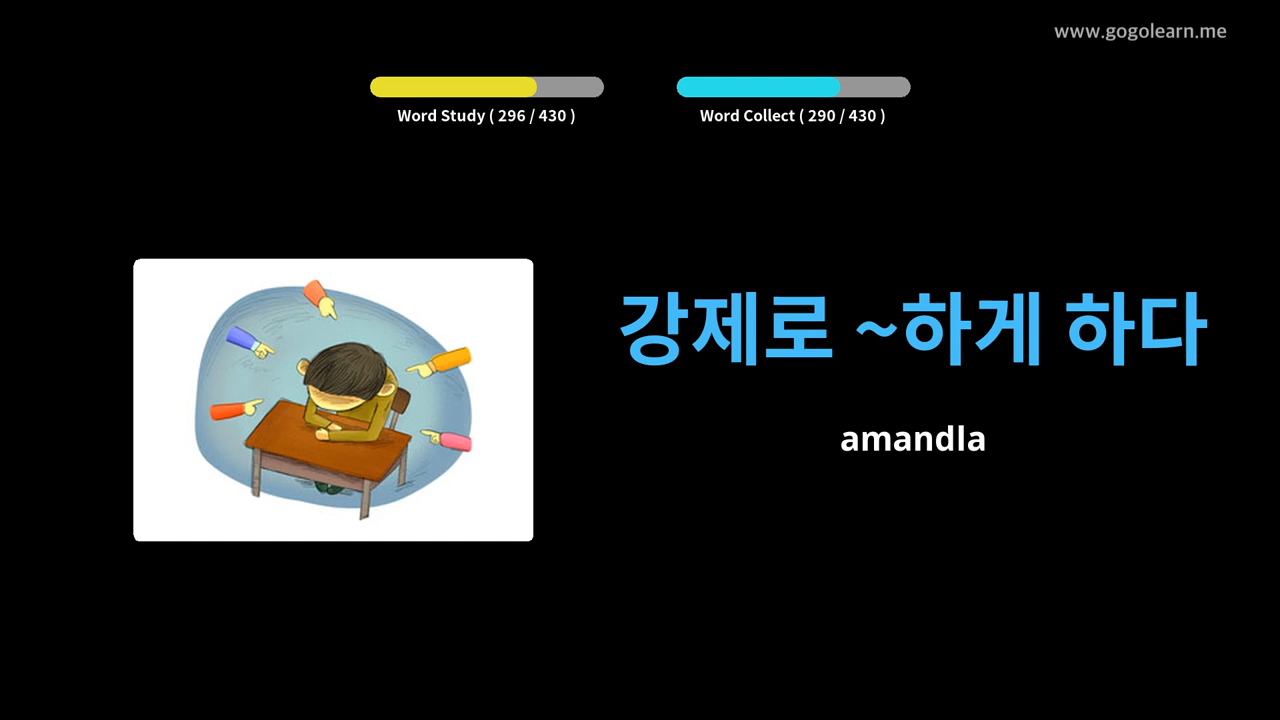 www.gogolearn.me
Word Study ( 296 / 430 )
Word Collect ( 290 / 430 )
강제로 ~하게 하다
amandla